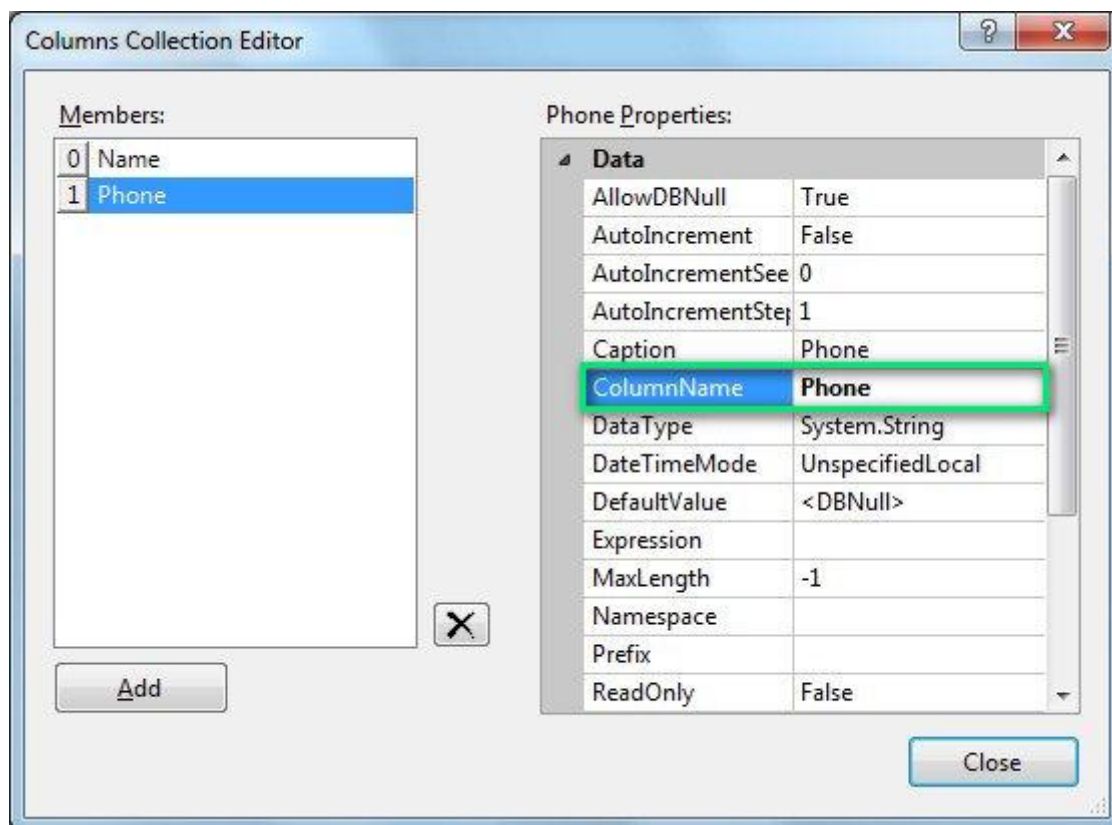 Columns Collection Editor
Members:
0 Name
1 Phone
Add
Phone Properties:
Data
AllowDBNull True
AutoIncrement False
AutoIncrementSee 0
AutoIncrementStep 1
Caption Phone
ColumnName Phone
DataType System.String
DateTimeMode UnspecifiedLocal
DefaultValue <DBNull>
Expression
MaxLength -1
Namespace
Prefix
ReadOnly False
Close